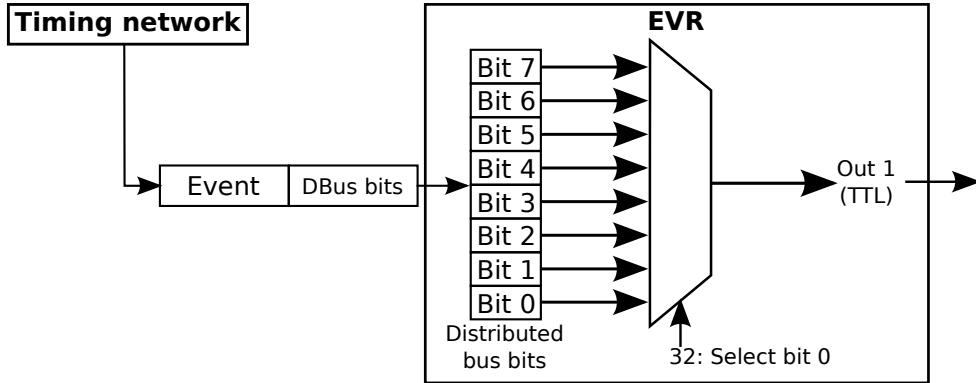 Timing network
EVR
Bit 7
Bit 6
Bit 5
Bit 4
Bit 3
Bit 2
Bit 1
Bit 0
Event
DBus bits
Out 1
(TTL)
Distributed
bus bits
32: Select bit 0